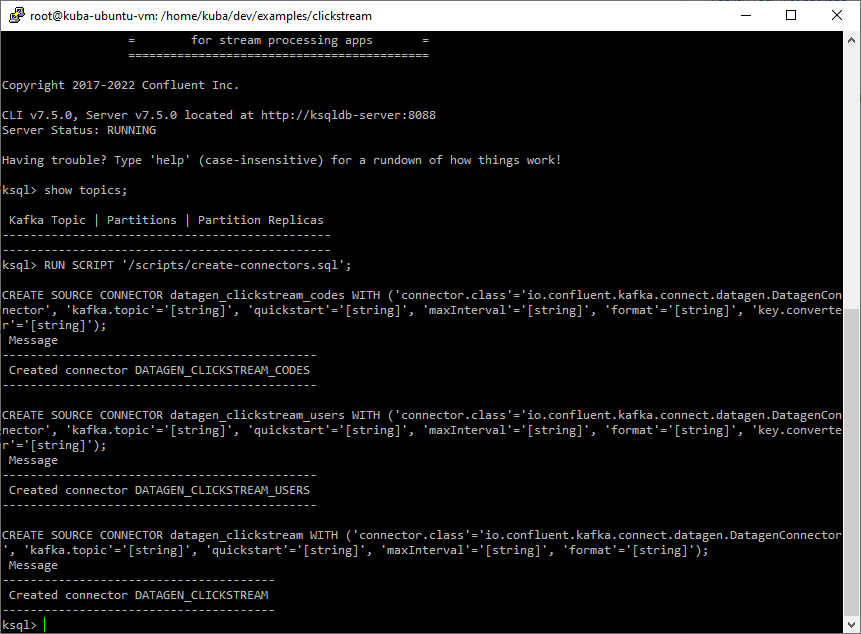 root@kuba-ubuntu-vm: /home/kuba/dev/examples/clickstream
= for stream processing apps =
===========================================
Copyright 2017-2022 Confluent Inc.
CLI v7.5.0, Server v7.5.0 located at http://ksqldb-server:8088
Server Status: RUNNING
Having trouble? Type 'help' (case-insensitive) for a rundown of how things work!
ksql> show topics;
Kafka Topic | Partitions | Partition Replicas
-----------------------------------------------
-----------------------------------------------
ksql> RUN SCRIPT '/scripts/create-connectors.sql';
CREATE SOURCE CONNECTOR datagen_clickstream_codes WITH ('connector.class'='io.confluent.kafka.connect.datagen.DatagenCon
nector', 'kafka.topic'='[string]', 'quickstart'='[string]', 'maxInterval'='[string]', 'format'='[string]', 'key.converte
r'='[string]');
Message
---------------------------------------------
Created connector DATAGEN_CLICKSTREAM_CODES
---------------------------------------------
CREATE SOURCE CONNECTOR datagen_clickstream_users WITH ('connector.class'='io.confluent.kafka.connect.datagen.DatagenCon
nector', 'kafka.topic'='[string]', 'quickstart'='[string]', 'maxInterval'='[string]', 'format'='[string]', 'key.converte
r'='[string]');
Message
---------------------------------------------
Created connector DATAGEN_CLICKSTREAM_USERS
---------------------------------------------
CREATE SOURCE CONNECTOR datagen_clickstream WITH ('connector.class'='io.confluent.kafka.connect.datagen.DatagenConnector
', 'kafka.topic'='[string]', 'quickstart'='[string]', 'maxInterval'='[string]', 'format'='[string]');
Message
---------------------------------------
Created connector DATAGEN_CLICKSTREAM
---------------------------------------
ksql>